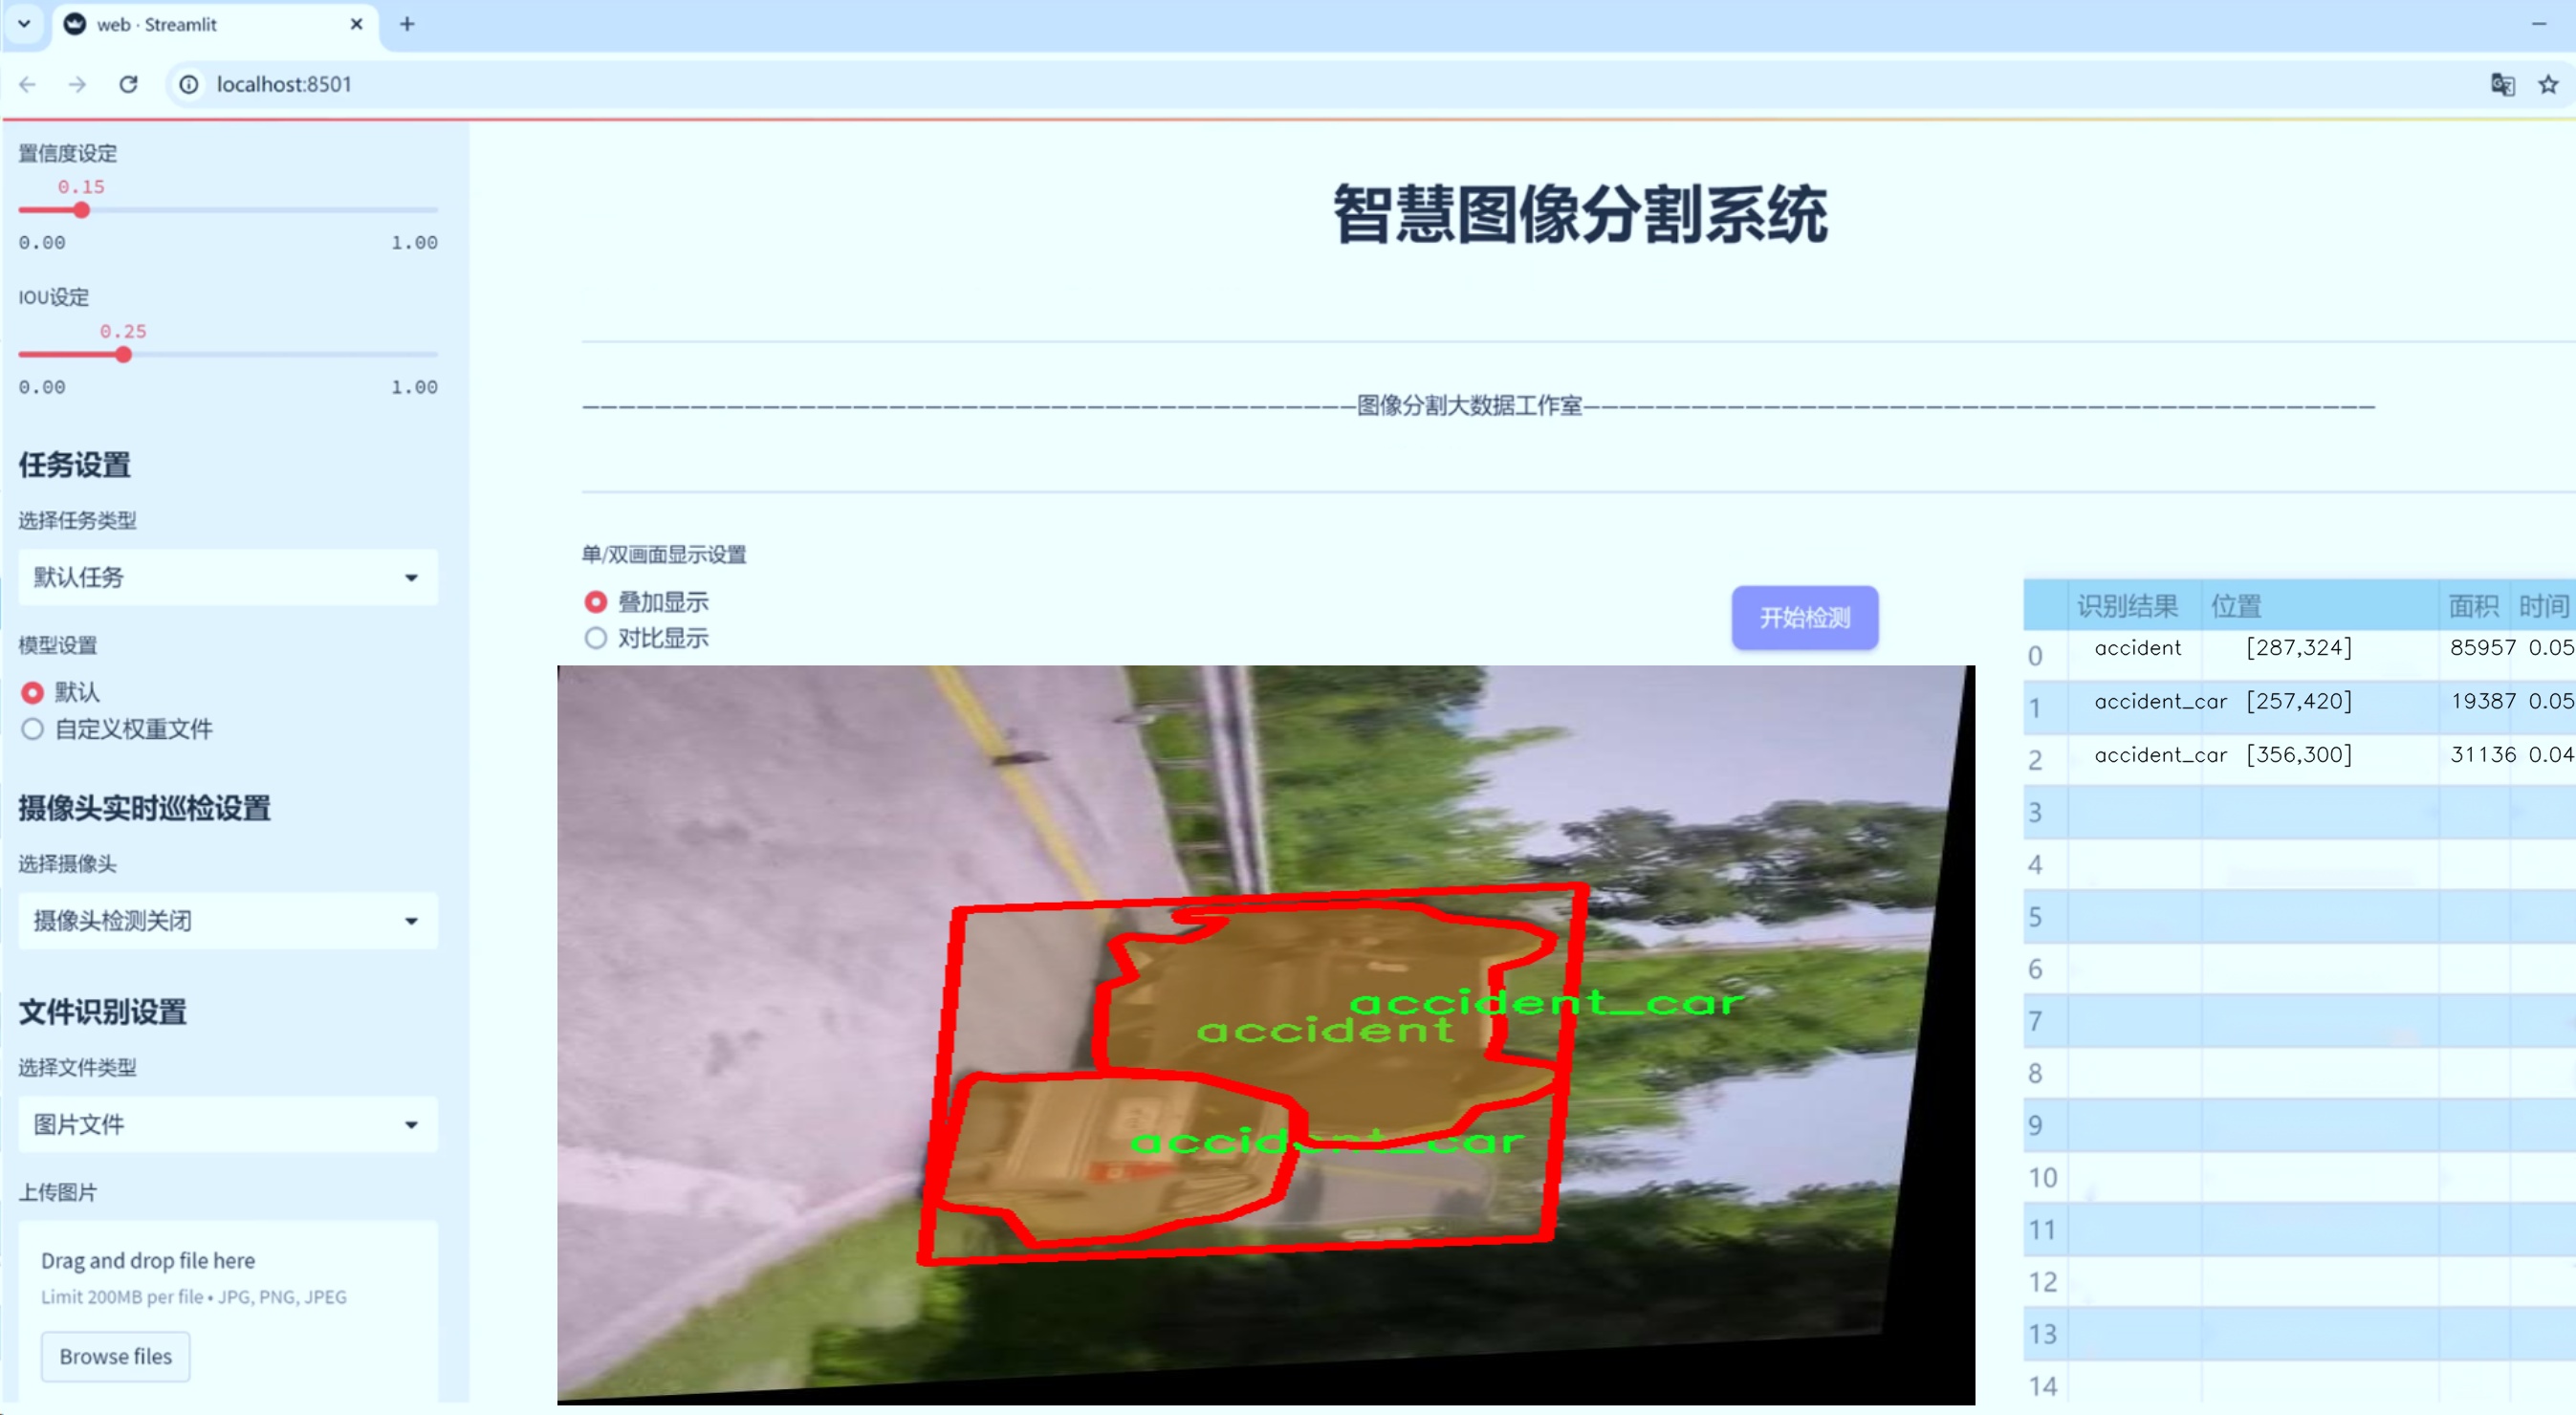 web · Streamlit
localhost:8501
置信度设定
0.15
0.00 1.00
IOU设定
0.25
0.00 1.00
任务设置
选择任务类型
默认任务
模型设置
默认
自定义权重文件
摄像头实时巡检设置
选择摄像头
摄像头检测关闭
文件识别设置
选择文件类型
图片文件
上传图片
Drag and drop file here
Limit 200MB per file • JPG, PNG, JPEG
Browse files
智慧图像分割系统
图像分割大数据工作室
单/双画面显示设置
叠加显示
对比显示
开始检测
accident_car
accident
accident_car
识别结果 位置 面积 时间
0 accident [287,324] 85957 0.05
1 accident_car [257,420] 19387 0.05
2 accident_car [356,300] 31136 0.04
3
4
5
6
7
8
9
10
11
12
13
14